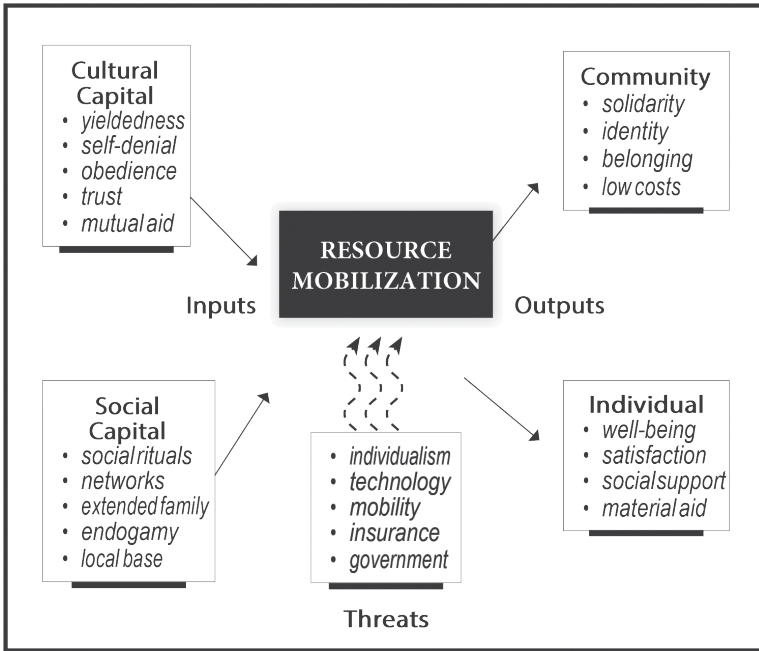 Cultural
Capital
• yieldedness
• self-denial
• obedience
• trust
• mutual aid
Community
• solidarity
• identity
• belonging
• low costs
RESOURCE
MOBILIZATION
Inputs
Outputs
Social
Capital
• social rituals
• networks
• extended family
• endogamy
• local base
• individualism
• technology
• mobility
• insurance
• government
Threats
Individual
• well-being
• satisfaction
• social support
• material aid